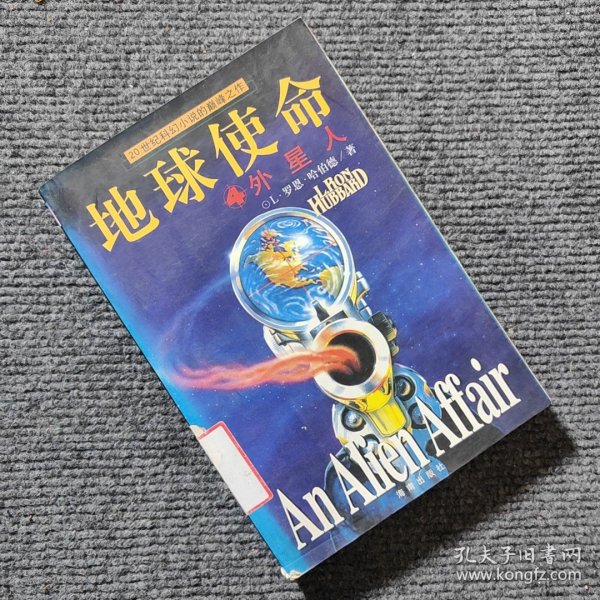 20世纪科幻小说的巅峰之作
地球使命
④外星人
⊙L·罗恩·哈伯德/著
L RON
HUBBARD
An Alien Affair
海南出版社
孔夫子旧书网
www.kongfz.com